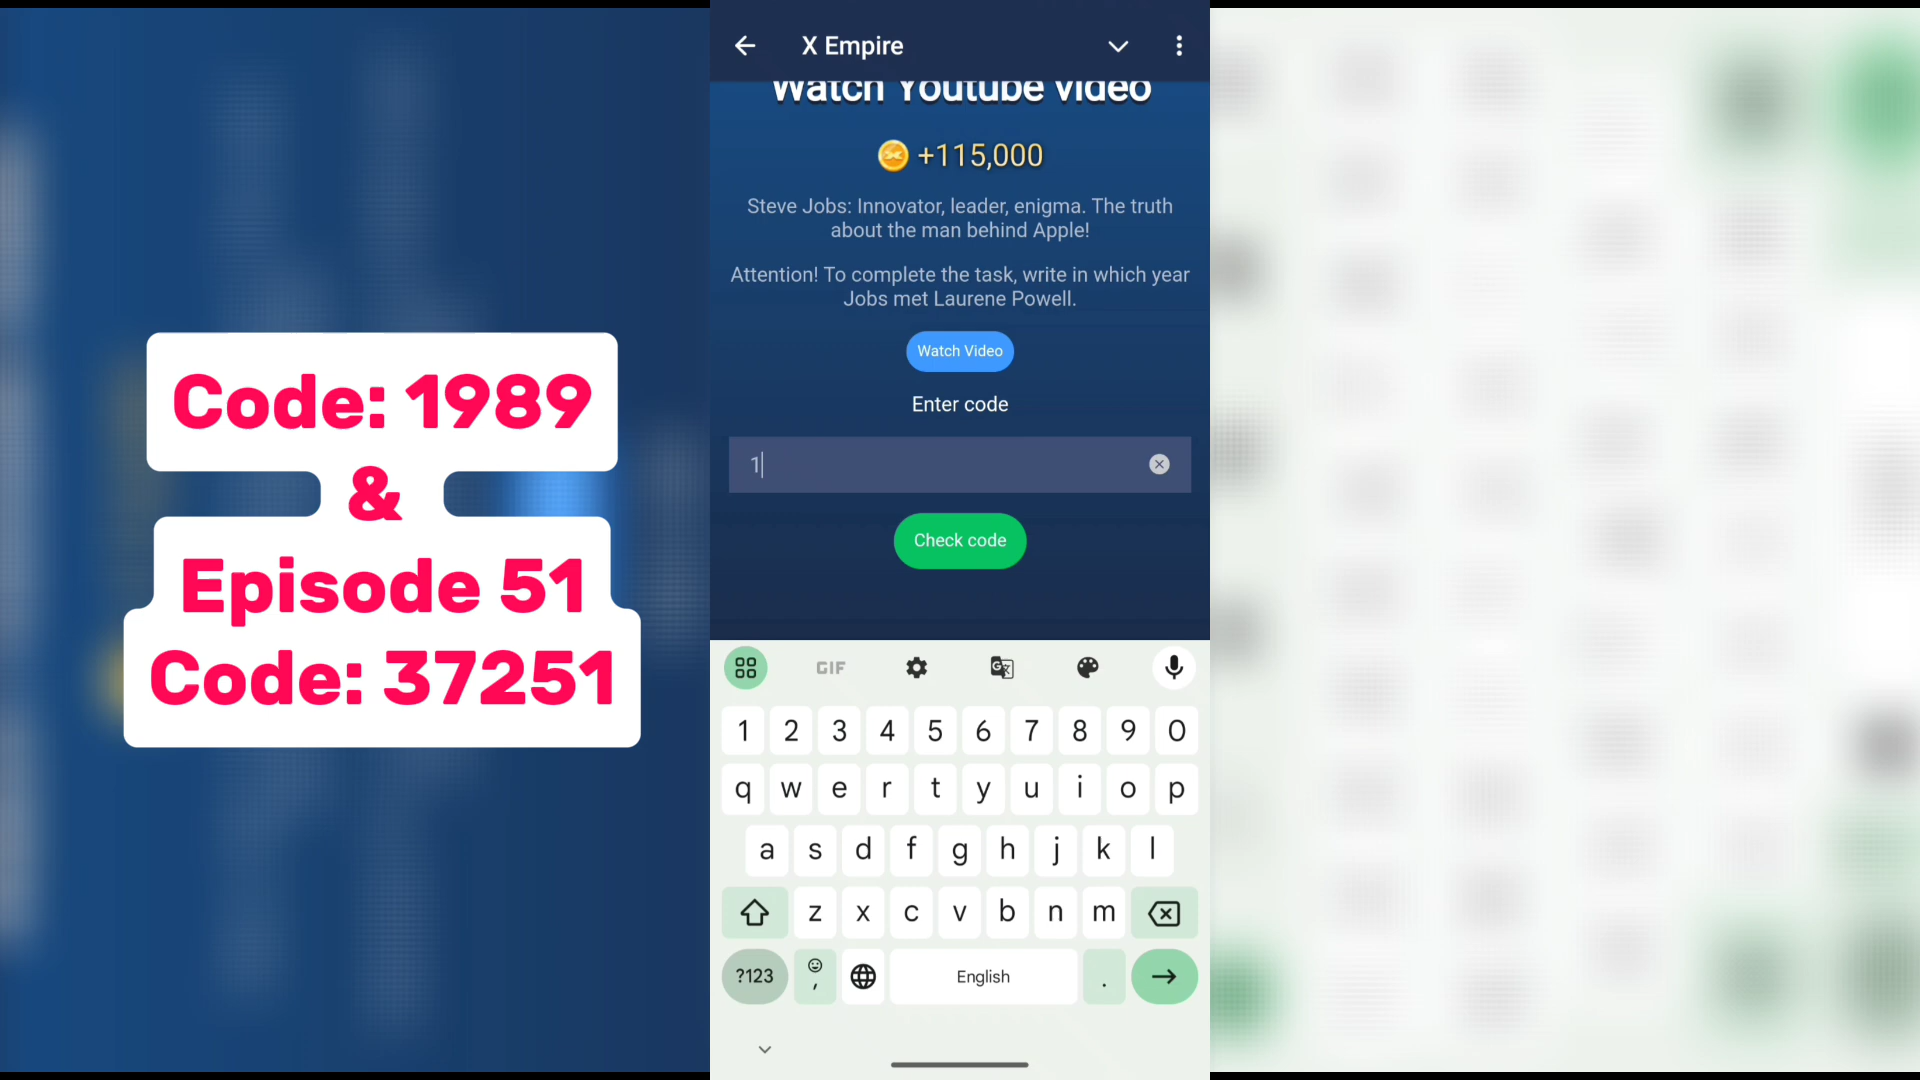 Code: 1989
&
Episode 51
Code: 37251
X Empire
Watch Youtube video
+115,000
Steve Jobs: Innovator, leader, enigma. The truth
about the man behind Apple!
Attention! To complete the task, write in which year
Jobs met Laurene Powell.
Watch Video
Enter code
1
Check code
GIF
1 2 3 4 5 6 7 8 9 0
q w e r t y u i o p
a s d f g h j k l
z x c v b n m
?123 , English .